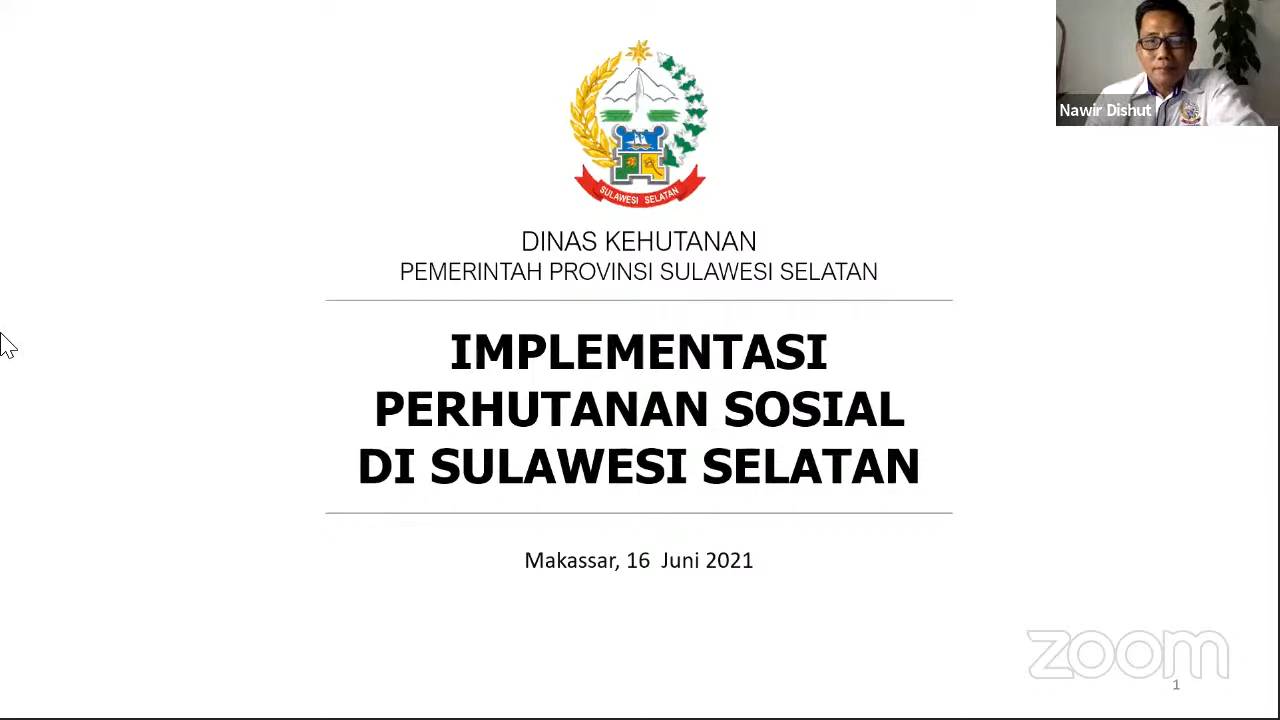 Nawir Dishut
SULAWESI SELATAN
DINAS KEHUTANAN
PEMERINTAH PROVINSI SULAWESI SELATAN
IMPLEMENTASI
PERHUTANAN SOSIAL
DI SULAWESI SELATAN
Makassar, 16 Juni 2021
zoom
1